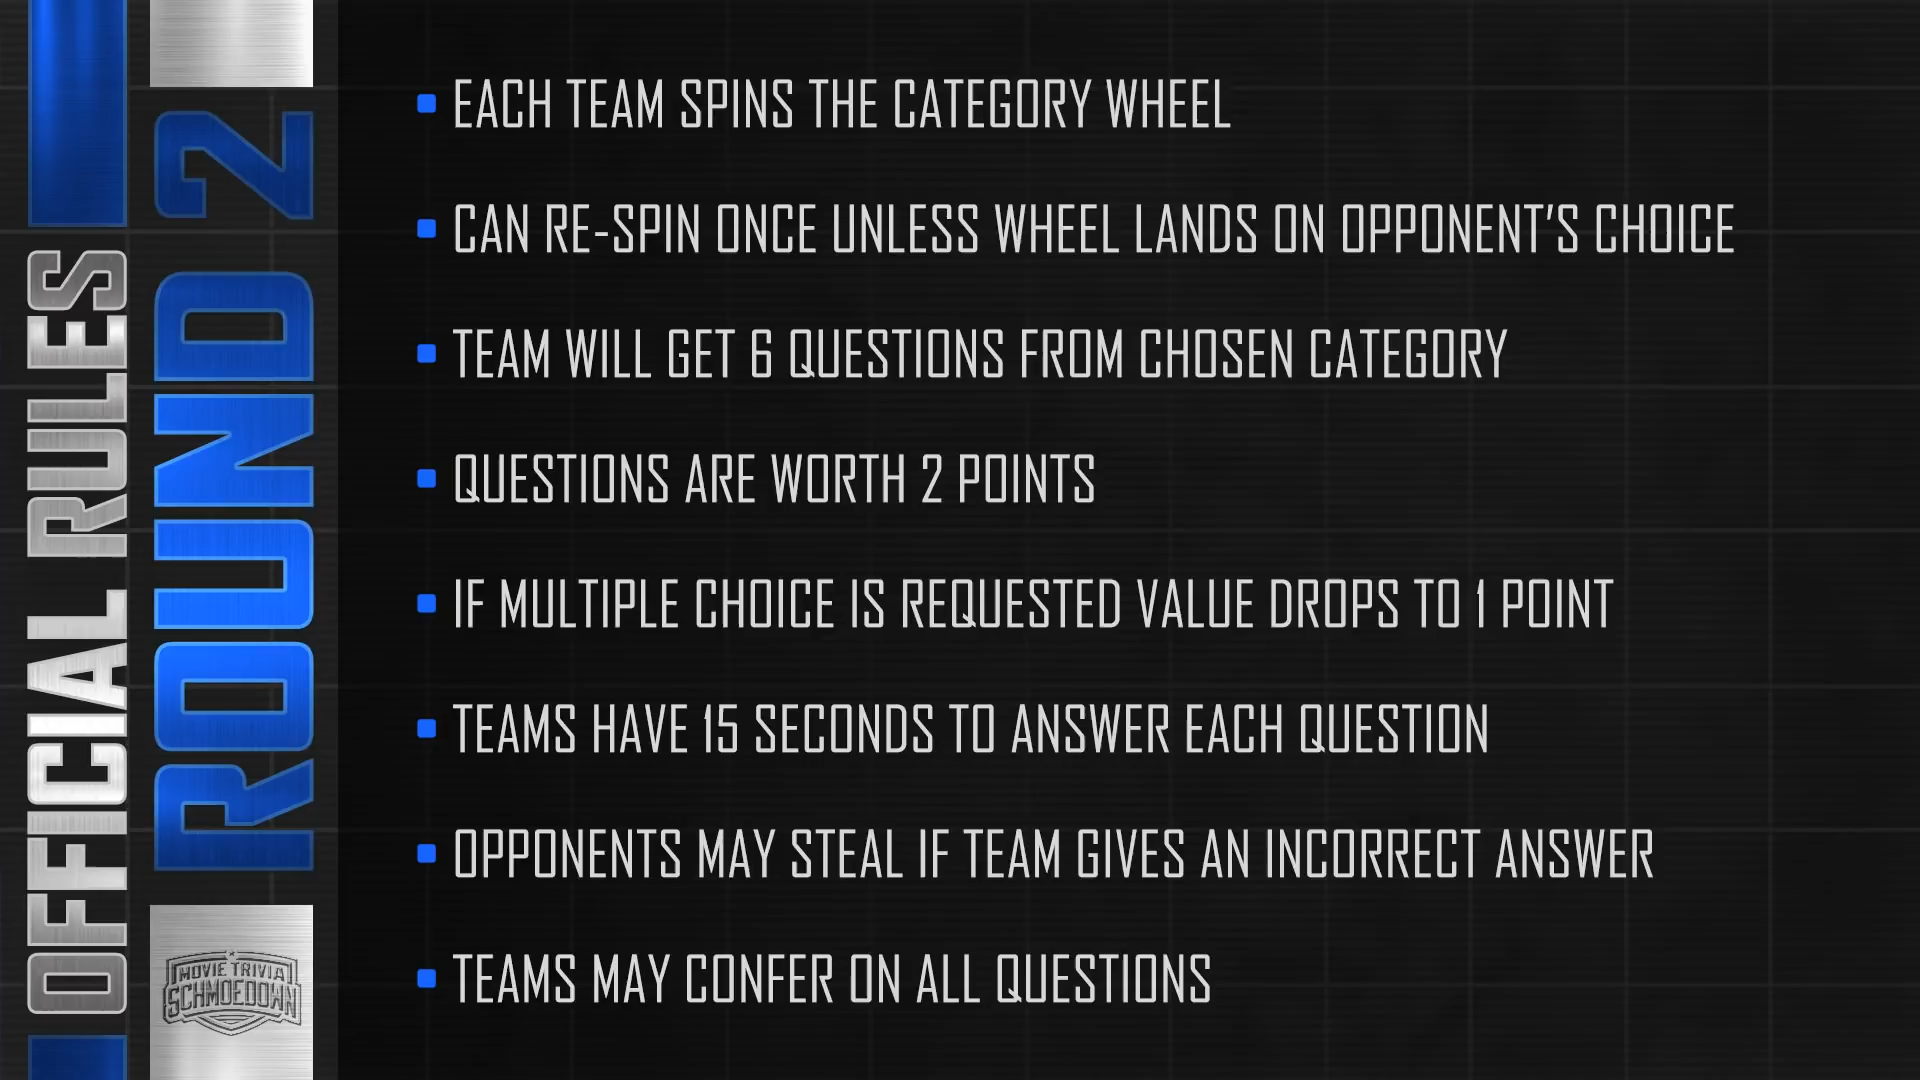 OFFICIAL RULES
ROUND 2
MOVIE TRIVIA
SCHMOEDOWN
EACH TEAM SPINS THE CATEGORY WHEEL
CAN RE-SPIN ONCE UNLESS WHEEL LANDS ON OPPONENT'S CHOICE
TEAM WILL GET 6 QUESTIONS FROM CHOSEN CATEGORY
QUESTIONS ARE WORTH 2 POINTS
IF MULTIPLE CHOICE IS REQUESTED VALUE DROPS TO 1 POINT
TEAMS HAVE 15 SECONDS TO ANSWER EACH QUESTION
OPPONENTS MAY STEAL IF TEAM GIVES AN INCORRECT ANSWER
TEAMS MAY CONFER ON ALL QUESTIONS